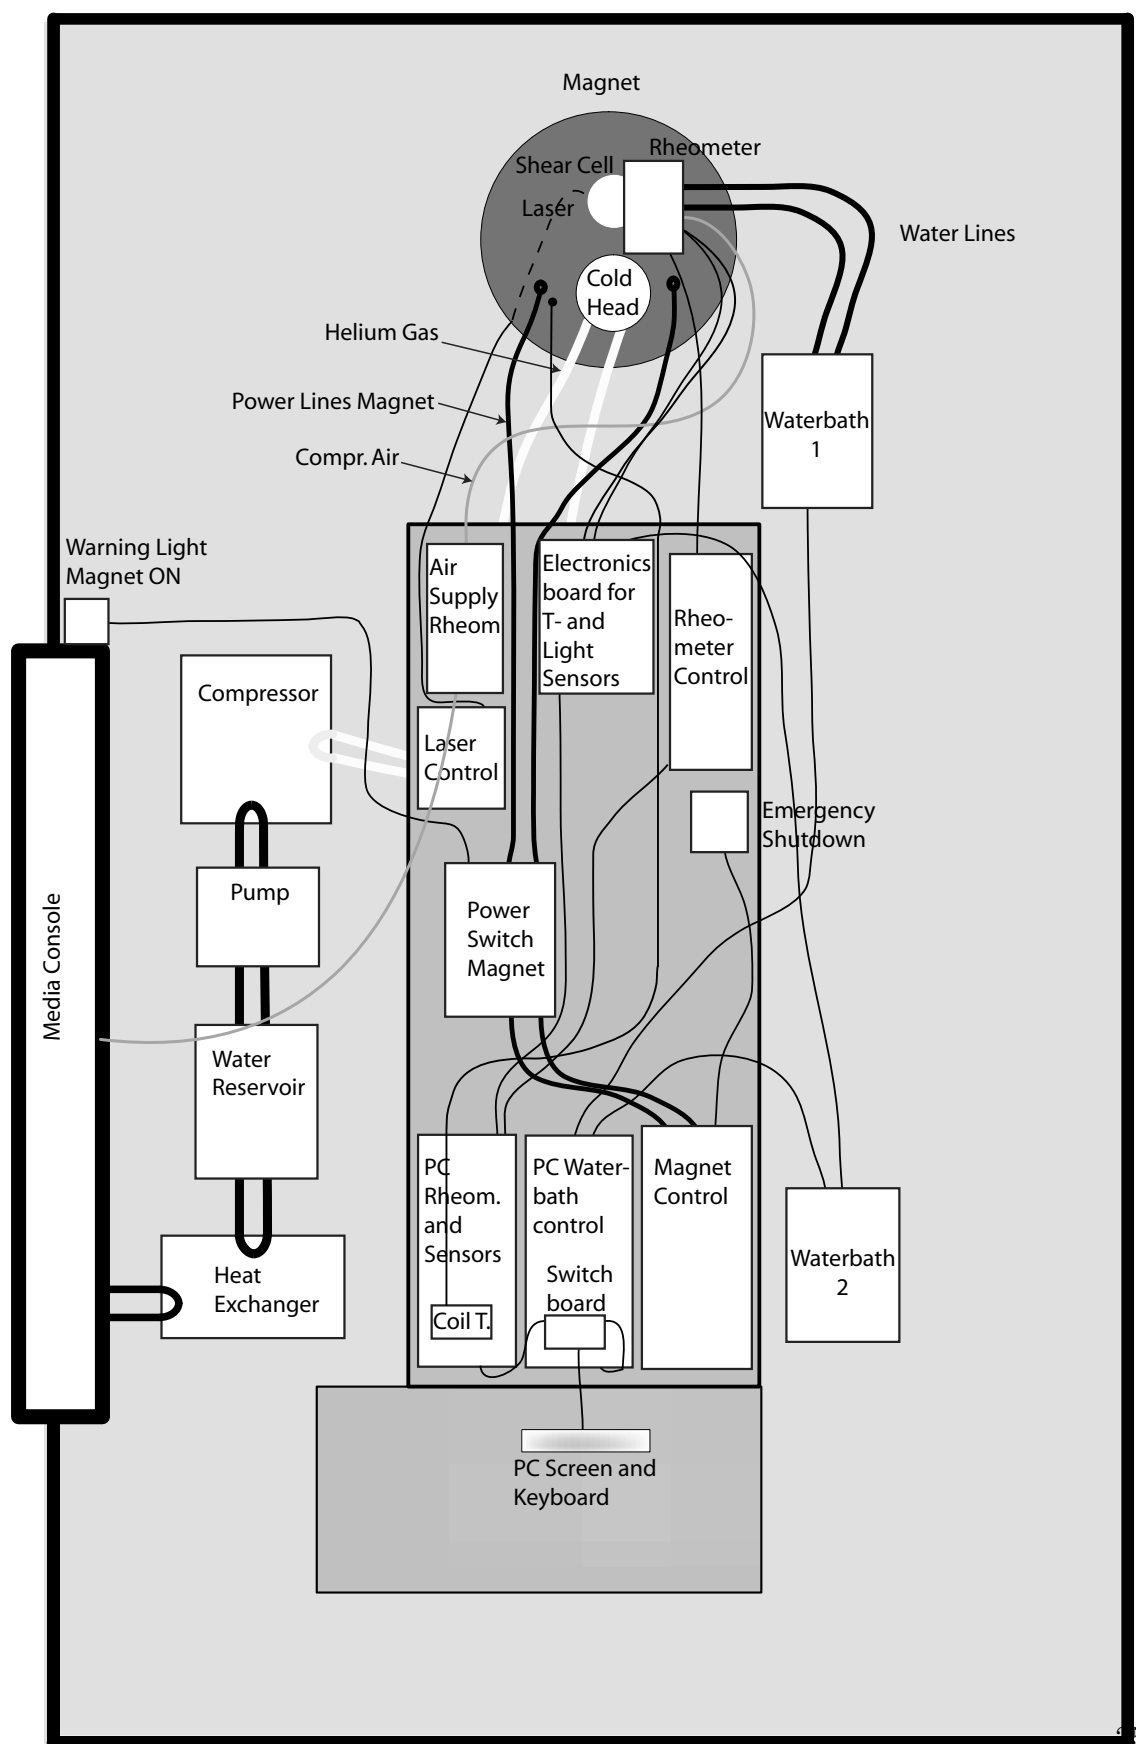 Magnet
Rheometer
Shear Cell
Laser
Water Lines
Cold
Head
Helium Gas
Power Lines Magnet
Compr. Air
Waterbath
1
Warning Light
Magnet ON
Air
Supply
Rheom
Electronics
board for
T- and
Light
Sensors
Rheo-
meter
Control
Compressor
Laser
Control
Emergency
Shutdown
Pump
Power
Switch
Magnet
Media Console
Water
Reservoir
PC
Rheom.
and
Sensors
PC Water-
bath
control
Magnet
Control
Switch
board
Coil T.
Waterbath
2
Heat
Exchanger
PC Screen and
Keyboard